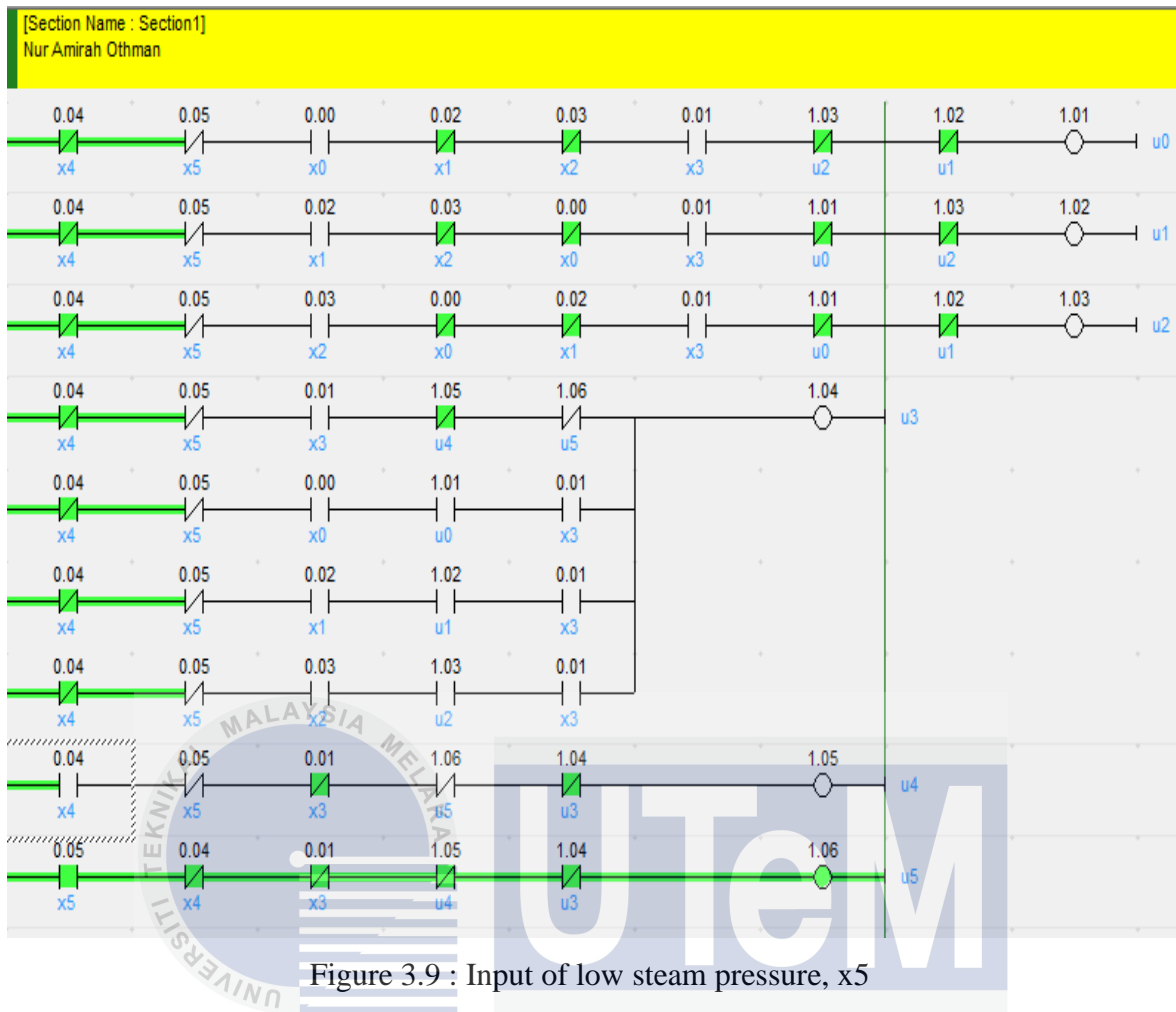 [Section Name : Section1]
Nur Amirah Othman
0.04 0.05 0.00 0.02 0.03 0.01 1.03 1.02 1.01
u0
x4 x5 x0 x1 x2 x3 u2 u1
0.04 0.05 0.02 0.03 0.00 0.01 1.01 1.03 1.02
u1
x4 x5 x1 x2 x0 x3 u0 u2
0.04 0.05 0.03 0.00 0.02 0.01 1.01 1.02 1.03
u2
x4 x5 x2 x0 x1 x3 u0 u1
0.04 0.05 0.01 1.05 1.06 1.04
u3
x4 x5 x3 u4 u5
0.04 0.05 0.00 1.01 0.01
x4 x5 x0 u0 x3
0.04 0.05 0.02 1.02 0.01
x4 x5 x1 u1 x3
0.04 0.05 0.03 1.03 0.01
x4 x5 x2 u2 x3
0.04 0.05 0.01 1.06 1.04 1.05
u4
x4 x5 x3 u5 u3
0.05 0.04 0.01 1.05 1.04 1.06
u5
x5 x4 x3 u4 u3
UNIVERSITI TEKNIKAL MALAYSIA MELAKA
UTeM
Figure 3.9 : Input of low steam pressure, x5